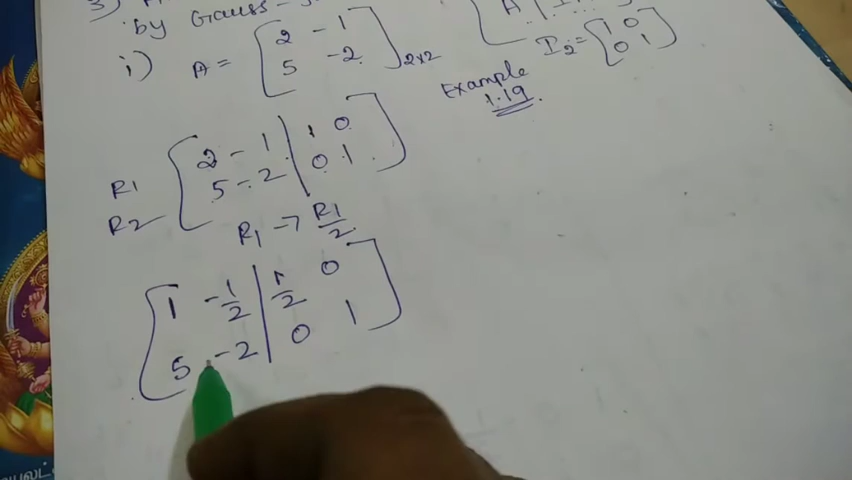 3)
by Gauss-
i) A = [2 -1
5 -2]2x2
[A | I
I2 = [1 0
0 1]
Example
1.19
R1 [2 -1 | 1 0
R2 5 -2 | 0 1]
R1 → R1/2
[1 -1/2 | 1/2 0
5 -2 | 0 1]